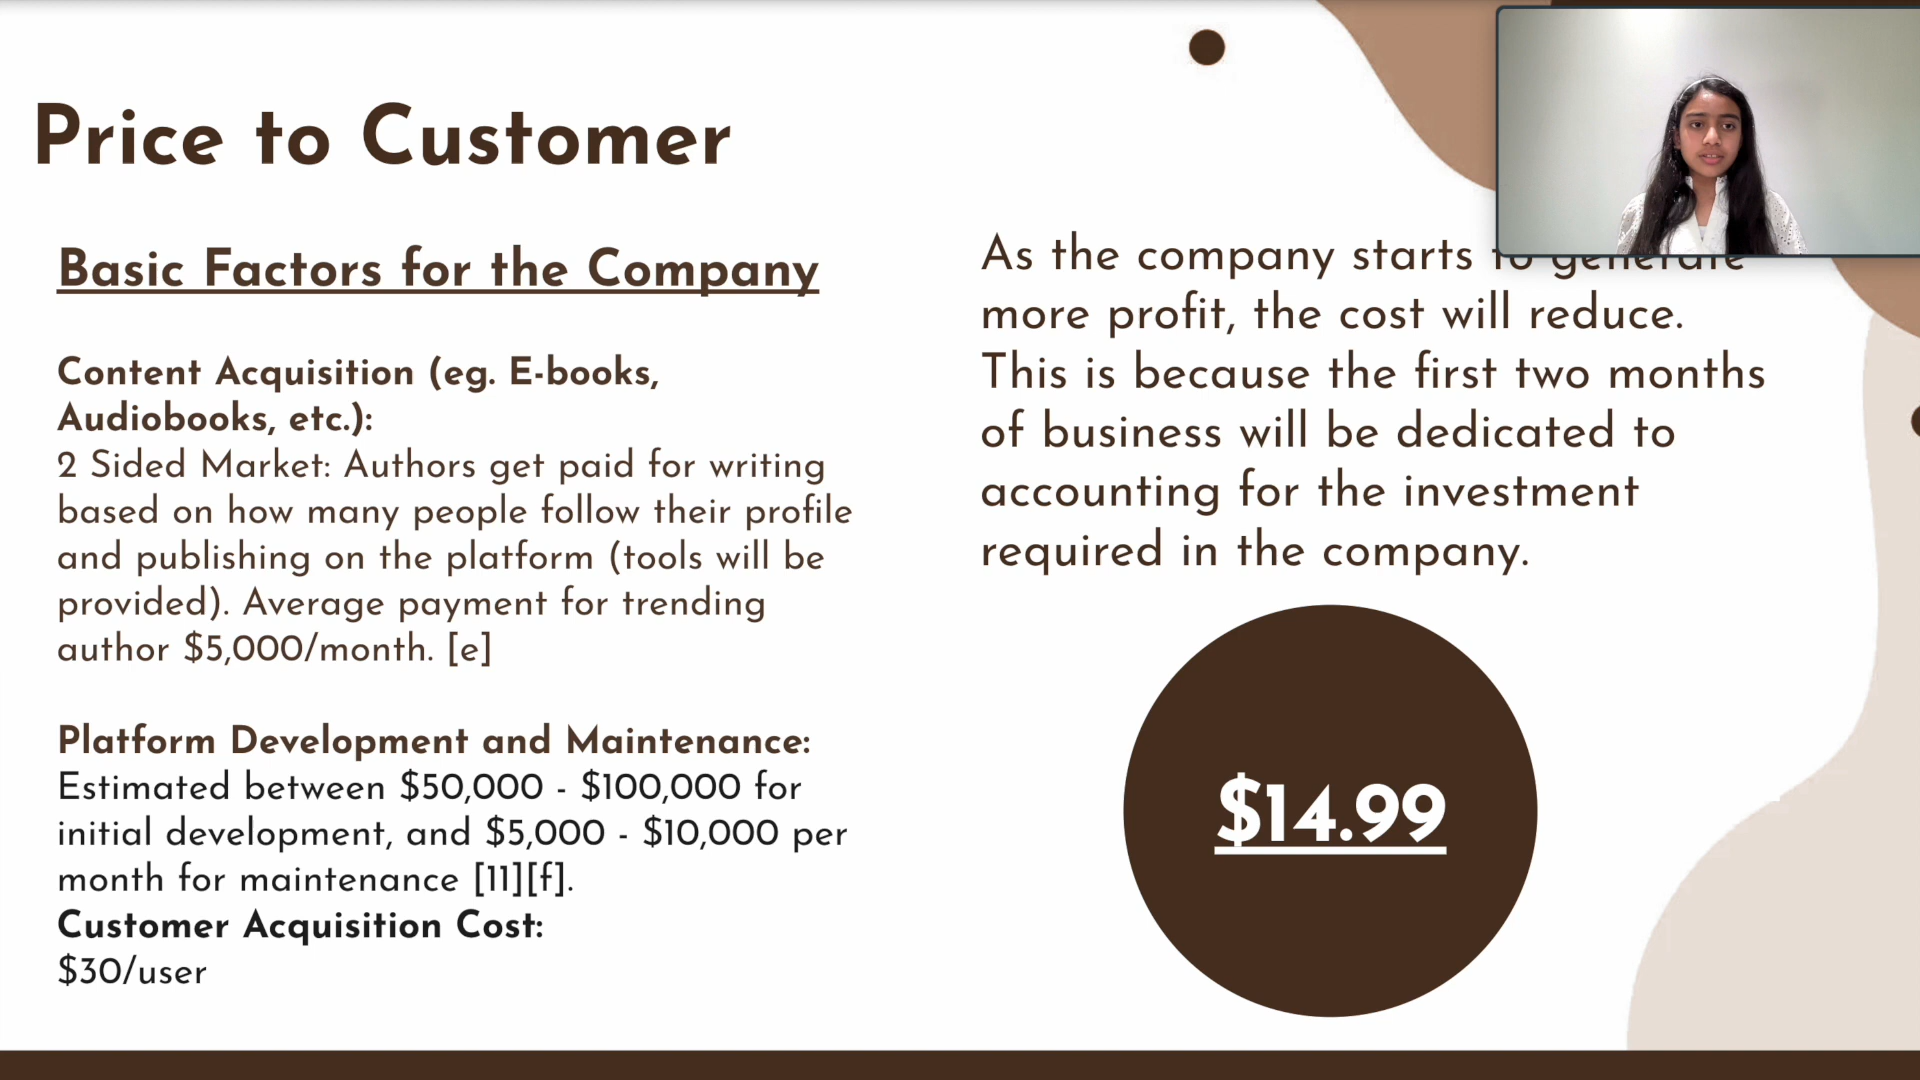 Price to Customer
Basic Factors for the Company
Content Acquisition (eg. E-books,
Audiobooks, etc.):
2 Sided Market: Authors get paid for writing
based on how many people follow their profile
and publishing on the platform (tools will be
provided). Average payment for trending
author $5,000/month. [e]
Platform Development and Maintenance:
Estimated between $50,000 - $100,000 for
initial development, and $5,000 - $10,000 per
month for maintenance [11][f].
Customer Acquisition Cost:
$30/user
As the company starts to generate
more profit, the cost will reduce.
This is because the first two months
of business will be dedicated to
accounting for the investment
required in the company.
$14.99